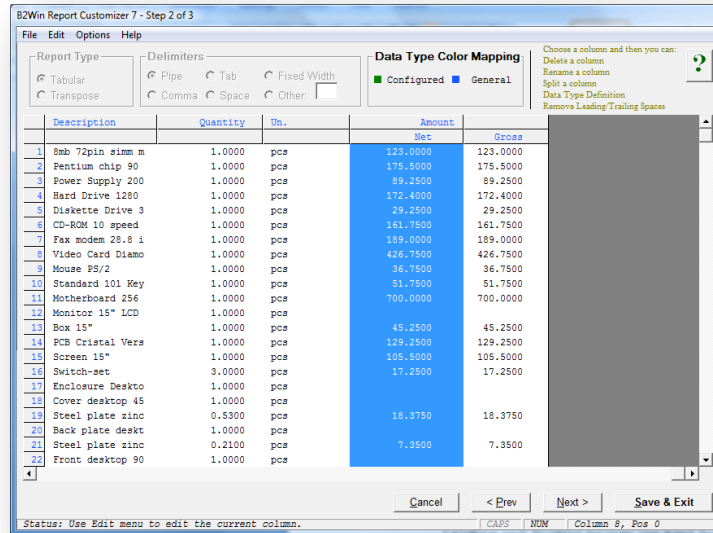 B2Win Report Customizer 7 - Step 2 of 3
File Edit Options Help
Report Type
Tabular
Transpose
Delimiters
Pipe Tab Fixed Width
Comma Space Other:
Data Type Color Mapping
Configured General
Choose a column and then you can:
Delete a column
Rename a column
Split a column
Data Type Definition
Remove Leading/Trailing Spaces
?
Description Quantity Un. Amount
Net Gross
1 8mb 72pin simm m 1.0000 pcs 123.0000 123.0000
2 Pentium chip 90 1.0000 pcs 175.5000 175.5000
3 Power Supply 200 1.0000 pcs 89.2500 89.2500
4 Hard Drive 1280 1.0000 pcs 172.4000 172.4000
5 Diskette Drive 3 1.0000 pcs 29.2500 29.2500
6 CD-ROM 10 speed 1.0000 pcs 161.7500 161.7500
7 Fax modem 28.8 i 1.0000 pcs 189.0000 189.0000
8 Video Card Diamo 1.0000 pcs 426.7500 426.7500
9 Mouse PS/2 1.0000 pcs 36.7500 36.7500
10 Standard 101 Key 1.0000 pcs 51.7500 51.7500
11 Motherboard 256 1.0000 pcs 700.0000 700.0000
12 Monitor 15" LCD 1.0000 pcs
13 Box 15" 1.0000 pcs 45.2500 45.2500
14 PCB Cristal Vers 1.0000 pcs 129.2500 129.2500
15 Screen 15" 1.0000 pcs 105.5000 105.5000
16 Switch-set 3.0000 pcs 17.2500 17.2500
17 Enclosure Deskto 1.0000 pcs
18 Cover desktop 45 1.0000 pcs
19 Steel plate zinc 0.5300 pcs 18.3750 18.3750
20 Back plate deskt 1.0000 pcs
21 Steel plate zinc 0.2100 pcs 7.3500 7.3500
22 Front desktop 90 1.0000 pcs
Cancel < Prev Next > Save & Exit
Status: Use Edit menu to edit the current column. CAPS NUM Column 8, Pos 0